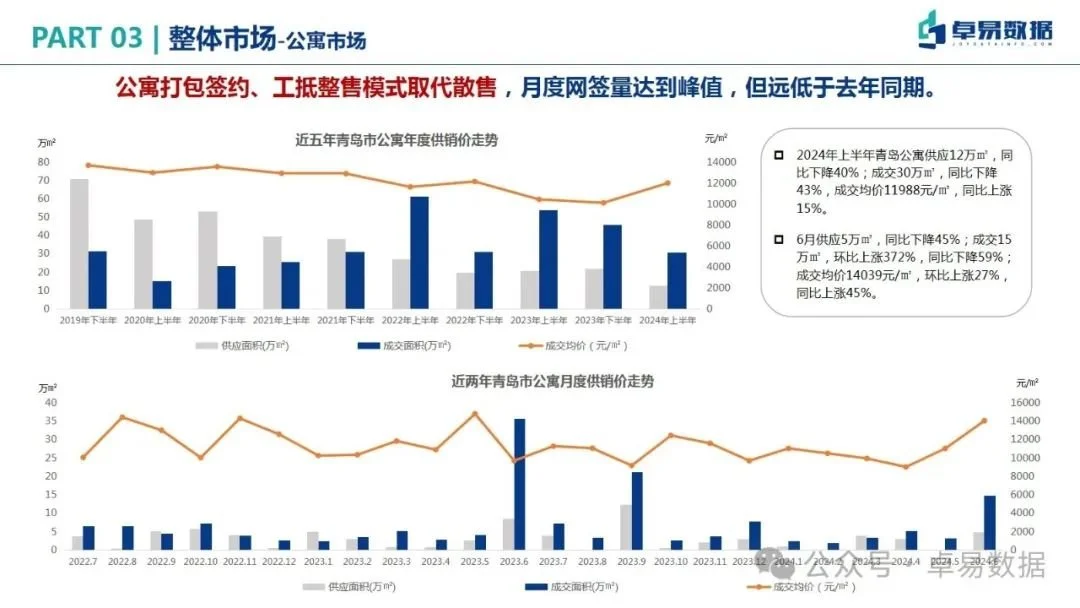 PART 03 | 整体市场-公寓市场
卓易数据
JOYDATAINFO.COM
公寓打包签约、工抵整售模式取代散售，月度网签量达到峰值，但远低于去年同期。
近五年青岛市公寓年度供销价走势
万㎡
元/㎡
80
70
60
50
40
30
20
10
0
14000
12000
10000
8000
6000
4000
2000
0
2019年下半年 2020年上半年 2020年下半年 2021年上半年 2021年下半年 2022年上半年 2022年下半年 2023年上半年 2023年下半年 2024年上半年
供应面积(万㎡) 成交面积(万㎡) 成交均价（元/㎡）
2024年上半年青岛公寓供应12万㎡，同
比下降40%；成交30万㎡，同比下降
43%，成交均价11988元/㎡，同比上涨
15%。
6月供应5万㎡，同比下降45%；成交15
万㎡，环比上涨372%，同比下降59%；
成交均价14039元/㎡，环比上涨27%，
同比上涨45%。
近两年青岛市公寓月度供销价走势
万㎡
元/㎡
40
35
30
25
20
15
10
5
0
16000
14000
12000
10000
8000
6000
4000
2000
0
2022.7 2022.8 2022.9 2022.10 2022.11 2022.12 2023.1 2023.2 2023.3 2023.4 2023.5 2023.6 2023.7 2023.8 2023.9 2023.10 2023.11 2023.12 2024.1 2024.3 2024.4 2024.5 2024.6
供应面积(万㎡) 成交面积(万㎡) 成交均价（元/㎡）
公众号 · 卓易数据